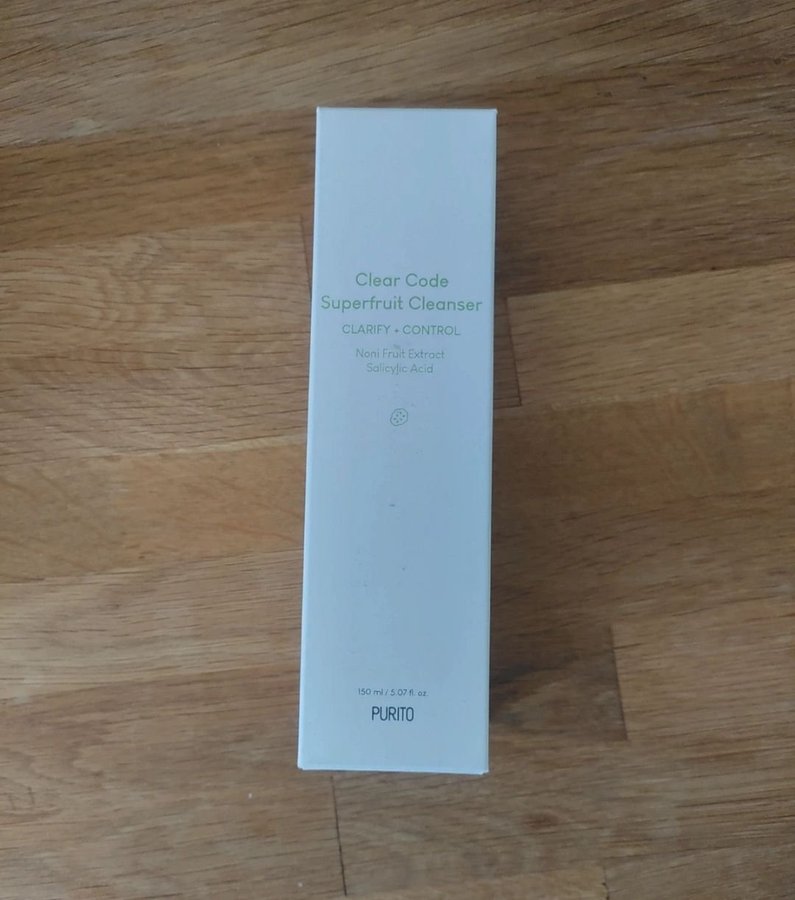 Clear Code
Superfruit Cleanser
CLARIFY + CONTROL
Noni Fruit Extract
Salicylic Acid
150 ml / 5.07 fl. oz.
PURITO